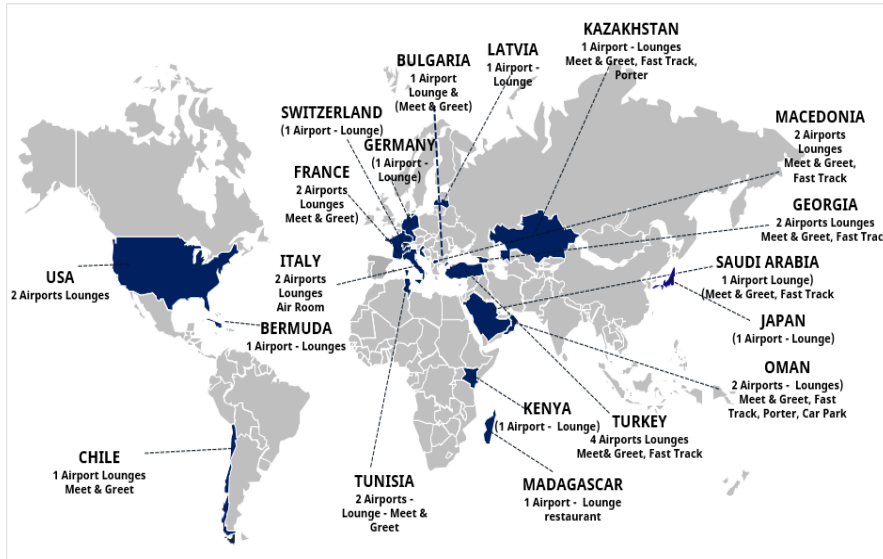 KAZAKHSTAN
1 Airport - Lounges
Meet & Greet, Fast Track,
Porter
LATVIA
1 Airport -
Lounge
BULGARIA
1 Airport
Lounge &
(Meet & Greet)
SWITZERLAND
(1 Airport - Lounge)
GERMANY
(1 Airport -
Lounge)
FRANCE
2 Airports
Lounges
Meet & Greet)
MACEDONIA
2 Airports
Lounges
Meet & Greet,
Fast Track
GEORGIA
2 Airports Lounges
Meet & Greet, Fast Trac
ITALY
2 Airports
Lounges
Air Room
SAUDI ARABIA
1 Airport Lounge)
(Meet & Greet, Fast Track
USA
2 Airports Lounges
BERMUDA
1 Airport - Lounges
JAPAN
(1 Airport - Lounge)
OMAN
2 Airports - Lounges)
Meet & Greet, Fast
Track, Porter, Car Park
KENYA
(1 Airport - Lounge)
TURKEY
4 Airports Lounges
Meet& Greet, Fast Track
CHILE
1 Airport Lounges
Meet & Greet
TUNISIA
2 Airports -
Lounge - Meet &
Greet
MADAGASCAR
1 Airport - Lounge
restaurant